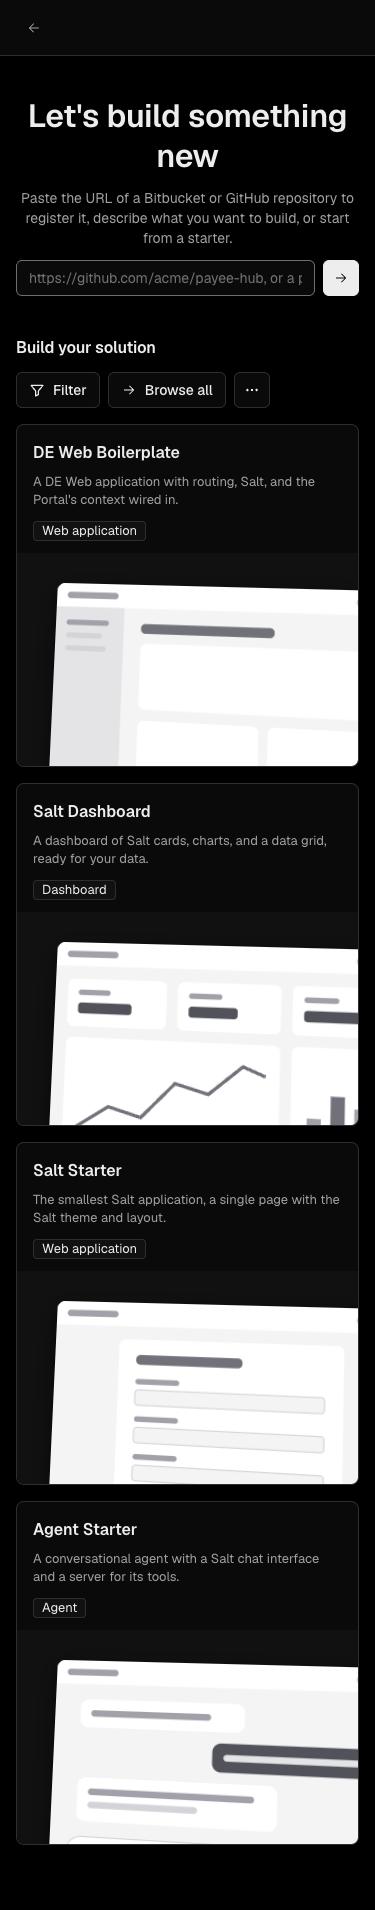 Let's build something
new
Paste the URL of a Bitbucket or GitHub repository to
register it, describe what you want to build, or start
from a starter.
https://github.com/acme/payee-hub, or a p
Build your solution
Filter
Browse all
DE Web Boilerplate
A DE Web application with routing, Salt, and the
Portal's context wired in.
Web application
Salt Dashboard
A dashboard of Salt cards, charts, and a data grid,
ready for your data.
Dashboard
Salt Starter
The smallest Salt application, a single page with the
Salt theme and layout.
Web application
Agent Starter
A conversational agent with a Salt chat interface
and a server for its tools.
Agent